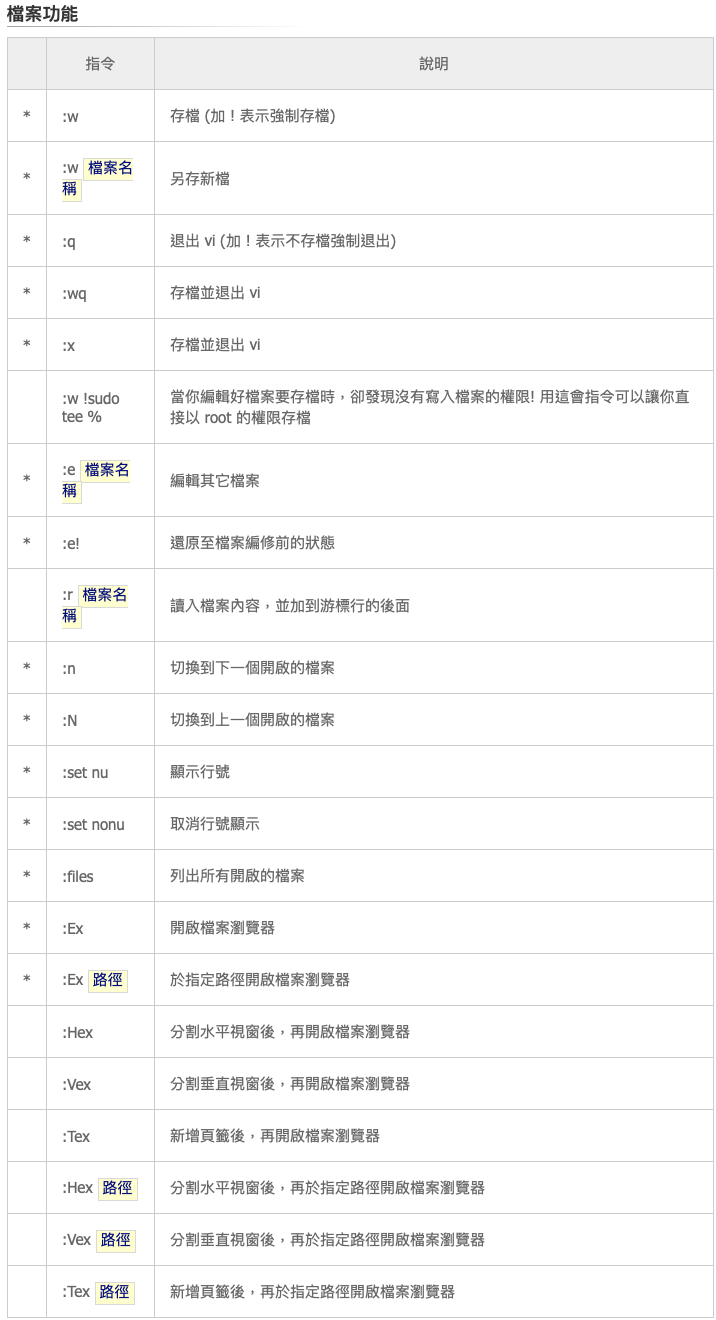 檔案功能
指令 說明
* :w 存檔 (加 ! 表示強制存檔)
* :w 檔案名
稱 另存新檔
* :q 退出 vi (加 ! 表示不存檔強制退出)
* :wq 存檔並退出 vi
* :x 存檔並退出 vi
:w !sudo
tee % 當你編輯好檔案要存檔時，卻發現沒有寫入檔案的權限! 用這會指令可以讓你直
接以 root 的權限存檔
* :e 檔案名
稱 編輯其它檔案
* :e! 還原至檔案編修前的狀態
:r 檔案名
稱 讀入檔案內容，並加到游標行的後面
* :n 切換到下一個開啟的檔案
* :N 切換到上一個開啟的檔案
* :set nu 顯示行號
* :set nonu 取消行號顯示
* :files 列出所有開啟的檔案
* :Ex 開啟檔案瀏覽器
* :Ex 路徑 於指定路徑開啟檔案瀏覽器
:Hex 分割水平視窗後，再開啟檔案瀏覽器
:Vex 分割垂直視窗後，再開啟檔案瀏覽器
:Tex 新增頁籤後，再開啟檔案瀏覽器
:Hex 路徑 分割水平視窗後，再於指定路徑開啟檔案瀏覽器
:Vex 路徑 分割垂直視窗後，再於指定路徑開啟檔案瀏覽器
:Tex 路徑 新增頁籤後，再於指定路徑開啟檔案瀏覽器